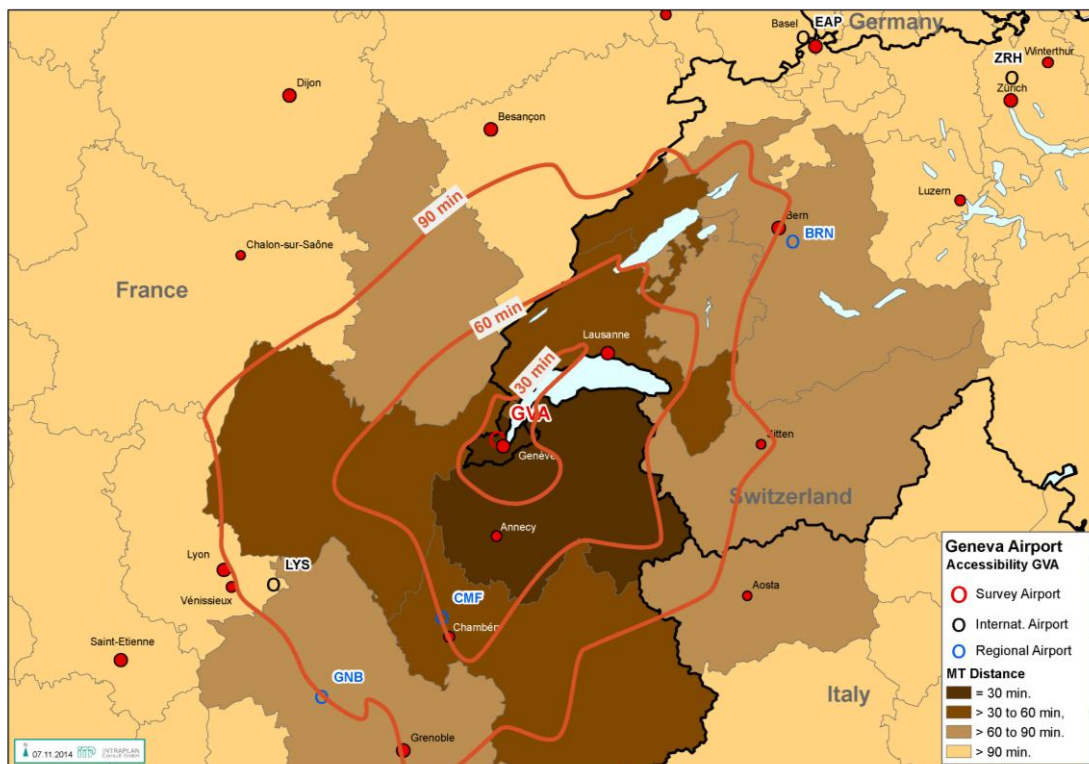 Basel
EAP
Germany
ZRH
Winterthur
Zürich
Dijon
Besançon
90 min
Luzern
Bern
BRN
Chalon-sur-Saône
France
60 min
Lausanne
30 min
GVA
Genève
Sitten
Switzerland
Annecy
LYS
Lyon
Vénissieux
CMF
Chambér
Aosta
Saint-Etienne
GNB
Italy
Grenoble
Geneva Airport
Accessibility GVA
Survey Airport
Internat. Airport
Regional Airport
MT Distance
= 30 min.
> 30 to 60 min,
> 60 to 90 min.
> 90 min.
07.11.2014
INTRAPLAN
Consult GmbH